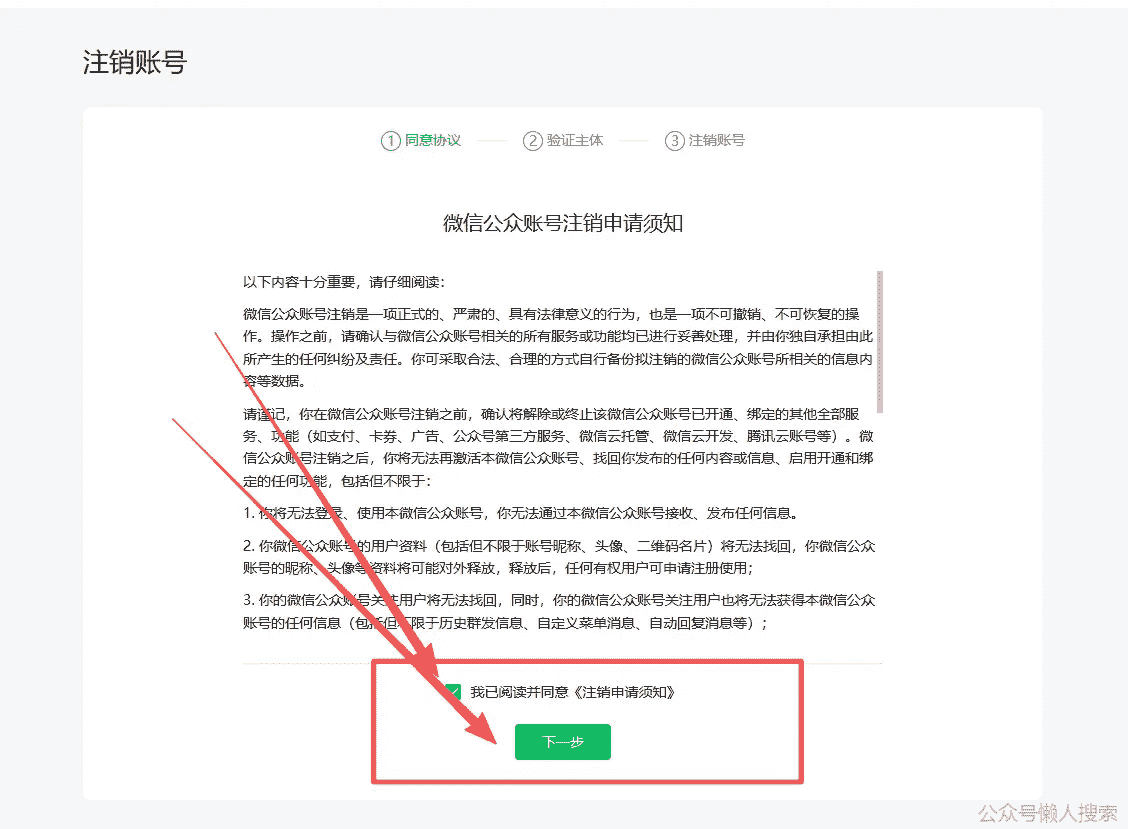 注销账号
1 同意协议 2 验证主体 3 注销账号
微信公众账号注销申请须知
以下内容十分重要，请仔细阅读：
微信公众账号注销是一项正式的、严肃的、具有法律意义的行为，也是一项不可撤销、不可恢复的操
作。操作之前，请确认与微信公众账号相关的所有服务或功能均已进行妥善处理，并由你独自承担由此
所产生的任何纠纷及责任。你可采取合法、合理的方式自行备份拟注销的微信公众账号所相关的信息内
容等数据。
请谨记，你在微信公众账号注销之前，确认将解除或终止该微信公众账号已开通、绑定的其他全部服
务、功能（如支付、卡券、广告、公众号第三方服务、微信云托管、微信云开发、腾讯云账号等）。微
信公众账号注销之后，你将无法再激活本微信公众账号、找回你发布的任何内容或信息、启用开通和绑
定的任何功能，包括但不限于：
1. 你将无法登录、使用本微信公众账号，你无法通过本微信公众账号接收、发布任何信息。
2. 你微信公众账号的用户资料（包括但不限于账号昵称、头像、二维码名片）将无法找回，你微信公众
账号的昵称、头像等资料将可能对外释放，释放后，任何有权用户可申请注册使用；
3. 你的微信公众账号关注用户将无法找回，同时，你的微信公众账号关注用户也将无法获得本微信公众
账号的任何信息（包括但不限于历史群发信息、自定义菜单消息、自动回复消息等）；
我已阅读并同意《注销申请须知》
下一步
公众号懒人搜索